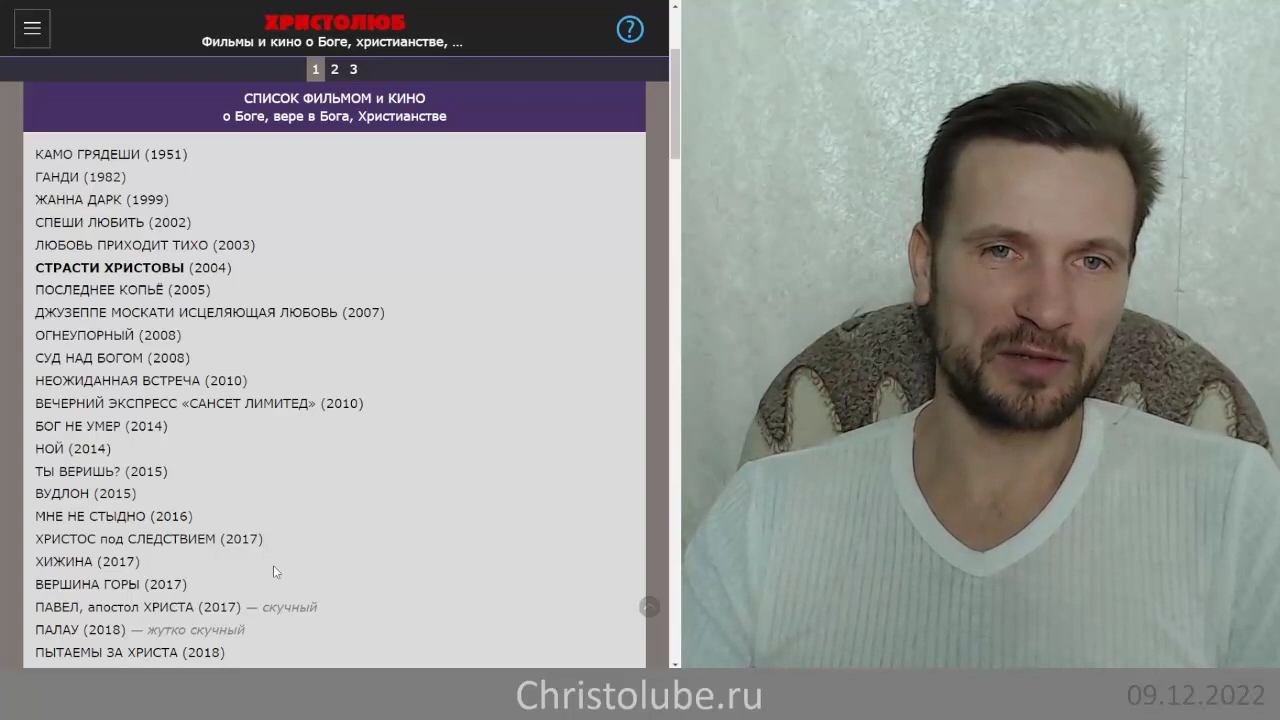 ХРИСТОЛЮБ
Фильмы и кино о Боге, христианстве, ...
?
1 2 3
СПИСОК ФИЛЬМОМ и КИНО
о Боге, вере в Бога, Христианстве
КАМО ГРЯДЕШИ (1951)
ГАНДИ (1982)
ЖАННА ДАРК (1999)
СПЕШИ ЛЮБИТЬ (2002)
ЛЮБОВЬ ПРИХОДИТ ТИХО (2003)
СТРАСТИ ХРИСТОВЫ (2004)
ПОСЛЕДНЕЕ КОПЬЁ (2005)
ДЖУЗЕППЕ МОСКАТИ ИСЦЕЛЯЮЩАЯ ЛЮБОВЬ (2007)
ОГНЕУПОРНЫЙ (2008)
СУД НАД БОГОМ (2008)
НЕОЖИДАННАЯ ВСТРЕЧА (2010)
ВЕЧЕРНИЙ ЭКСПРЕСС «САНСЕТ ЛИМИТЕД» (2010)
БОГ НЕ УМЕР (2014)
НОЙ (2014)
ТЫ ВЕРИШЬ? (2015)
ВУДЛОН (2015)
МНЕ НЕ СТЫДНО (2016)
ХРИСТОС под СЛЕДСТВИЕМ (2017)
ХИЖИНА (2017)
ВЕРШИНА ГОРЫ (2017)
ПАВЕЛ, апостол ХРИСТА (2017) — скучный
ПАЛАУ (2018) — жутко скучный
ПЫТАЕМЫ ЗА ХРИСТА (2018)
Christolube.ru
09.12.2022